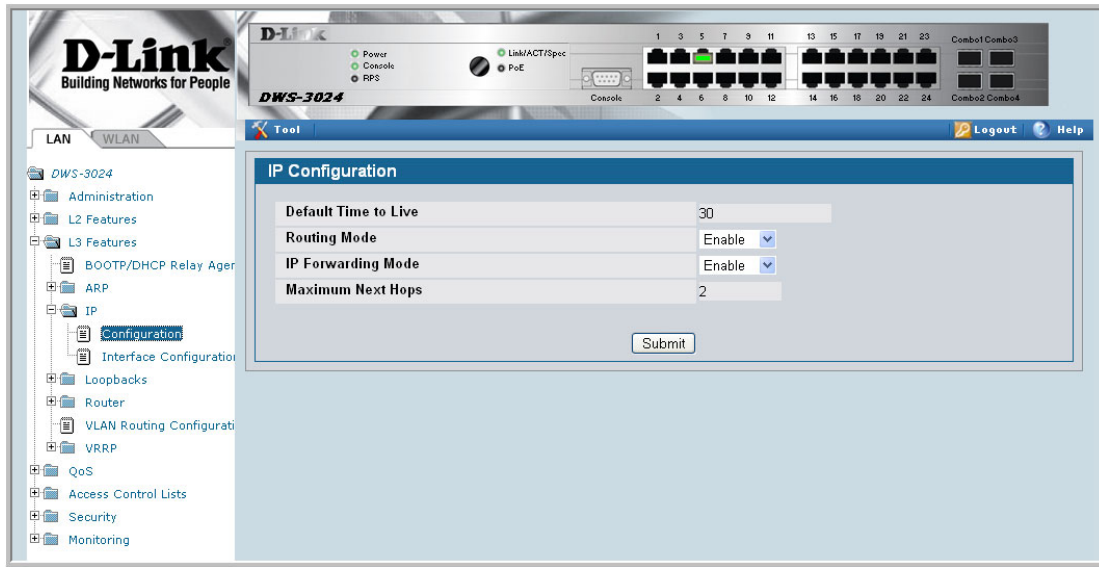 D-Link
Building Networks for People
D-Link
Power
Console
RPS
Link/ACT/Spec
PoE
DWS-3024
Console
1 3 5 7 9 11 13 15 17 19 21 23
2 4 6 8 10 12 14 16 18 20 22 24
Combo1 Combo3
Combo2 Combo4
LAN WLAN
Tool
Logout Help
DWS-3024
Administration
L2 Features
L3 Features
BOOTP/DHCP Relay Agen
ARP
IP
Configuration
Interface Configuration
Loopbacks
Router
VLAN Routing Configurati
VRRP
QoS
Access Control Lists
Security
Monitoring
IP Configuration
Default Time to Live 30
Routing Mode Enable
IP Forwarding Mode Enable
Maximum Next Hops 2
Submit